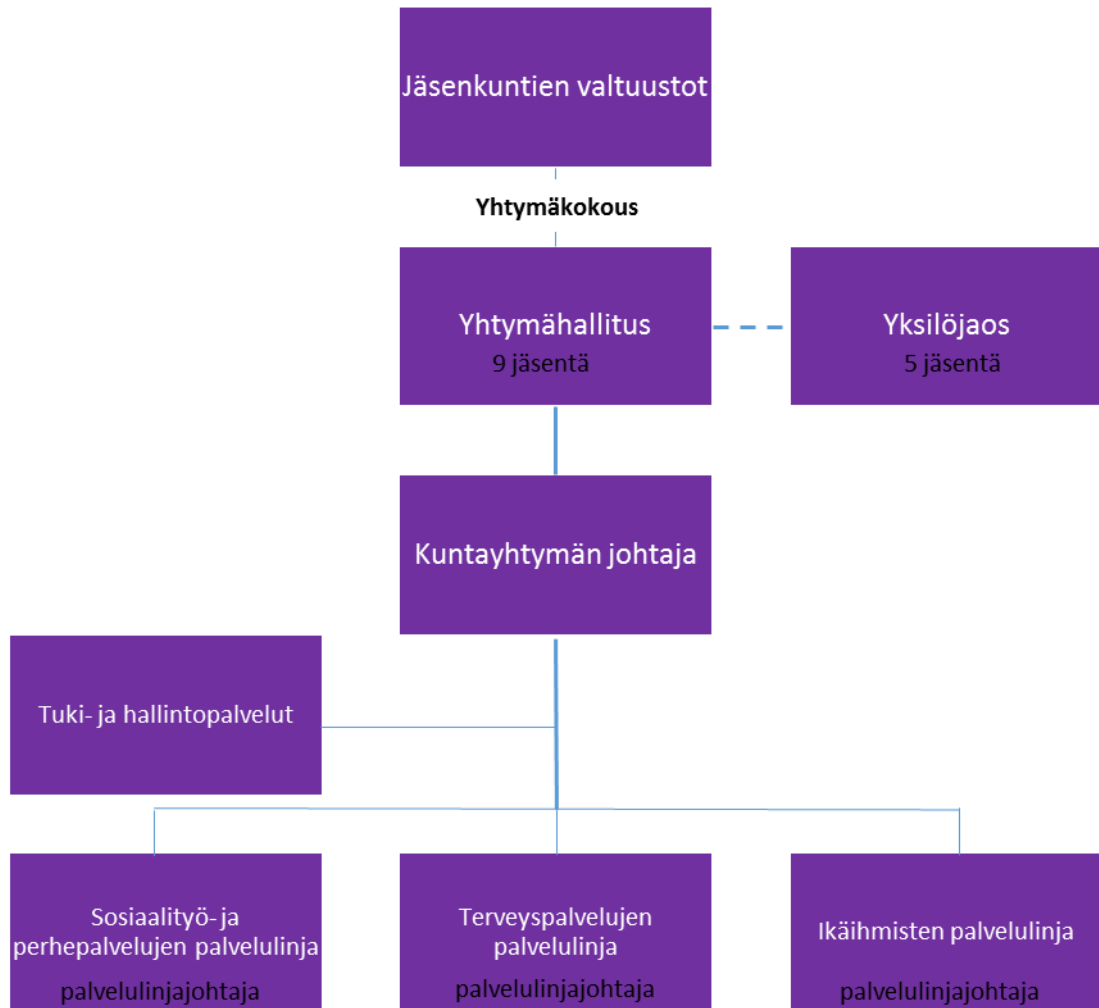 Jäsenkuntien valtuustot
Yhtymäkokous
Yhtymähallitus
9 jäsentä
Yksilöjaos
5 jäsentä
Kuntayhtymän johtaja
Tuki- ja hallintopalvelut
Sosiaalityö- ja
perhepalvelujen palvelulinja
palvelulinjajohtaja
Terveyspalvelujen
palvelulinja
palvelulinjajohtaja
Ikäihmisten palvelulinja
palvelulinjajohtaja